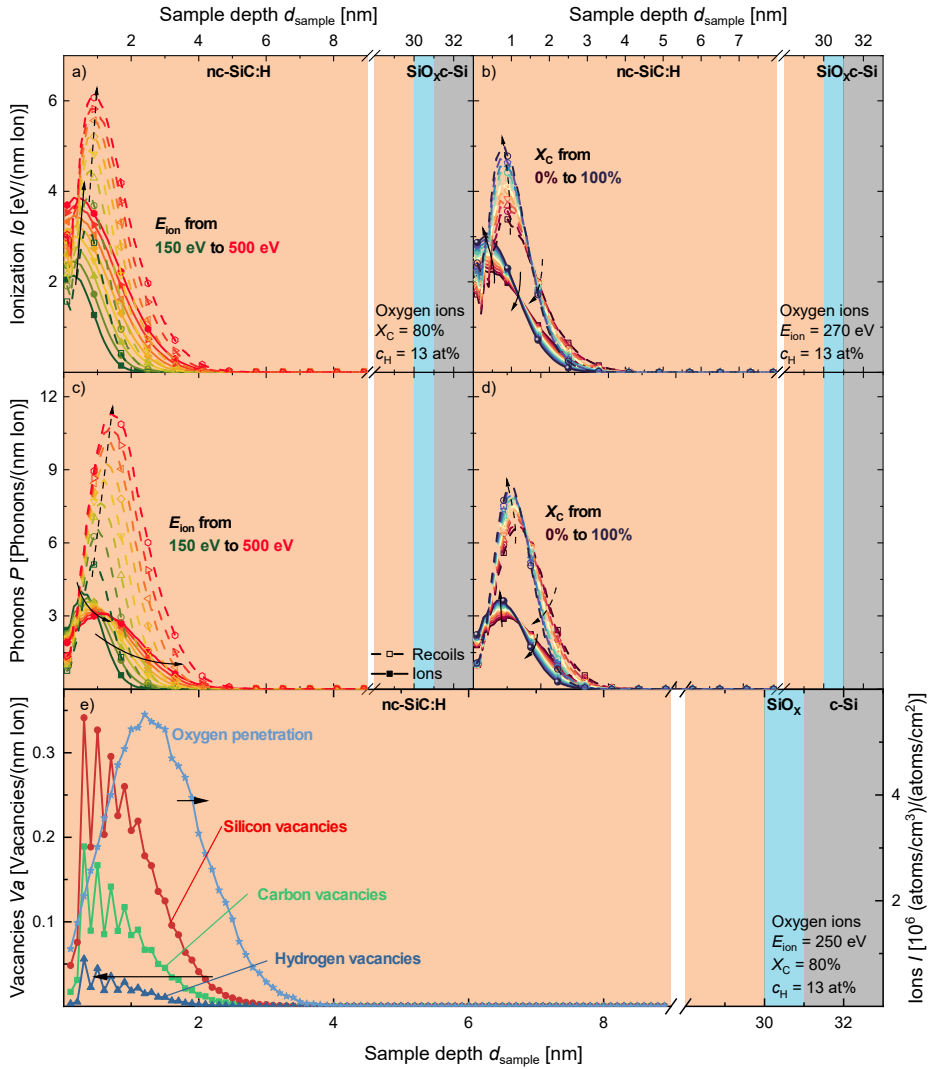 Sample depth d_sample [nm]
Sample depth d_sample [nm]
2 4 6 8 30 32
1 2 3 4 5 6 7 30 32
a)
nc-SiC:H
SiOX
c-Si
b)
nc-SiC:H
SiOX
c-Si
Ionization Io [eV/(nm Ion)]
6
4
2
E_ion from
150 eV to 500 eV
Oxygen ions
X_C = 80%
c_H = 13 at%
X_C from
0% to 100%
Oxygen ions
E_ion = 270 eV
c_H = 13 at%
c)
d)
Phonons P [Phonons/(nm Ion)]
12
9
6
3
E_ion from
150 eV to 500 eV
Recoils
Ions
X_C from
0% to 100%
e)
nc-SiC:H
SiOX
c-Si
Vacancies Va [Vacancies/(nm Ion)]
0.3
0.2
0.1
Oxygen penetration
Silicon vacancies
Carbon vacancies
Hydrogen vacancies
Oxygen ions
E_ion = 250 eV
X_C = 80%
c_H = 13 at%
4
2
Ions I [10⁶ (atoms/cm³)/(atoms/cm²)]
2 4 6 8 30 32
Sample depth d_sample [nm]